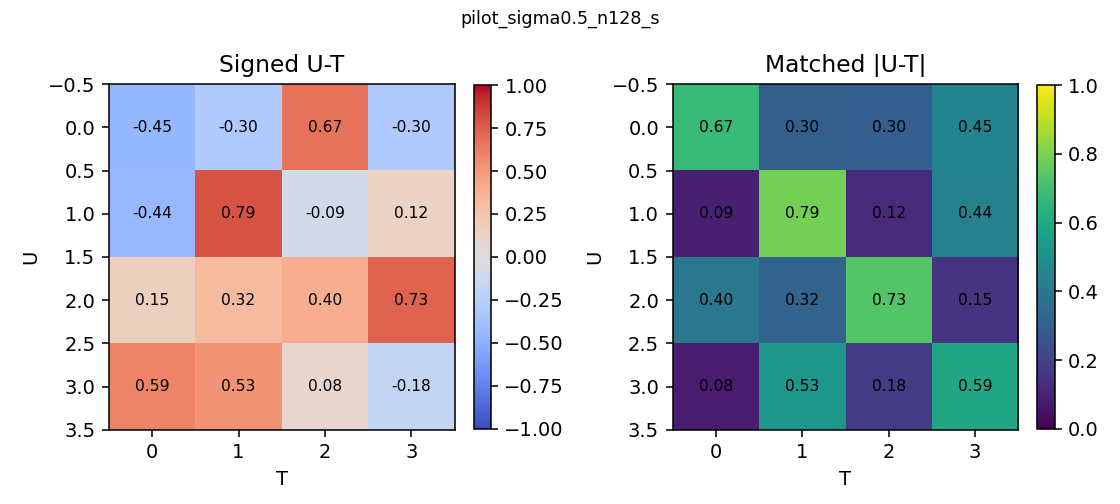 pilot_sigma0.5_n128_s
Signed U-T
−0.5
0.0
0.5
1.0
1.5
2.0
2.5
3.0
3.5
U
-0.45 -0.30 0.67 -0.30
-0.44 0.79 -0.09 0.12
0.15 0.32 0.40 0.73
0.59 0.53 0.08 -0.18
0 1 2 3
T
1.00
0.75
0.50
0.25
0.00
−0.25
−0.50
−0.75
−1.00
Matched |U-T|
−0.5
0.0
0.5
1.0
1.5
2.0
2.5
3.0
3.5
U
0.67 0.30 0.30 0.45
0.09 0.79 0.12 0.44
0.40 0.32 0.73 0.15
0.08 0.53 0.18 0.59
0 1 2 3
T
1.0
0.8
0.6
0.4
0.2
0.0